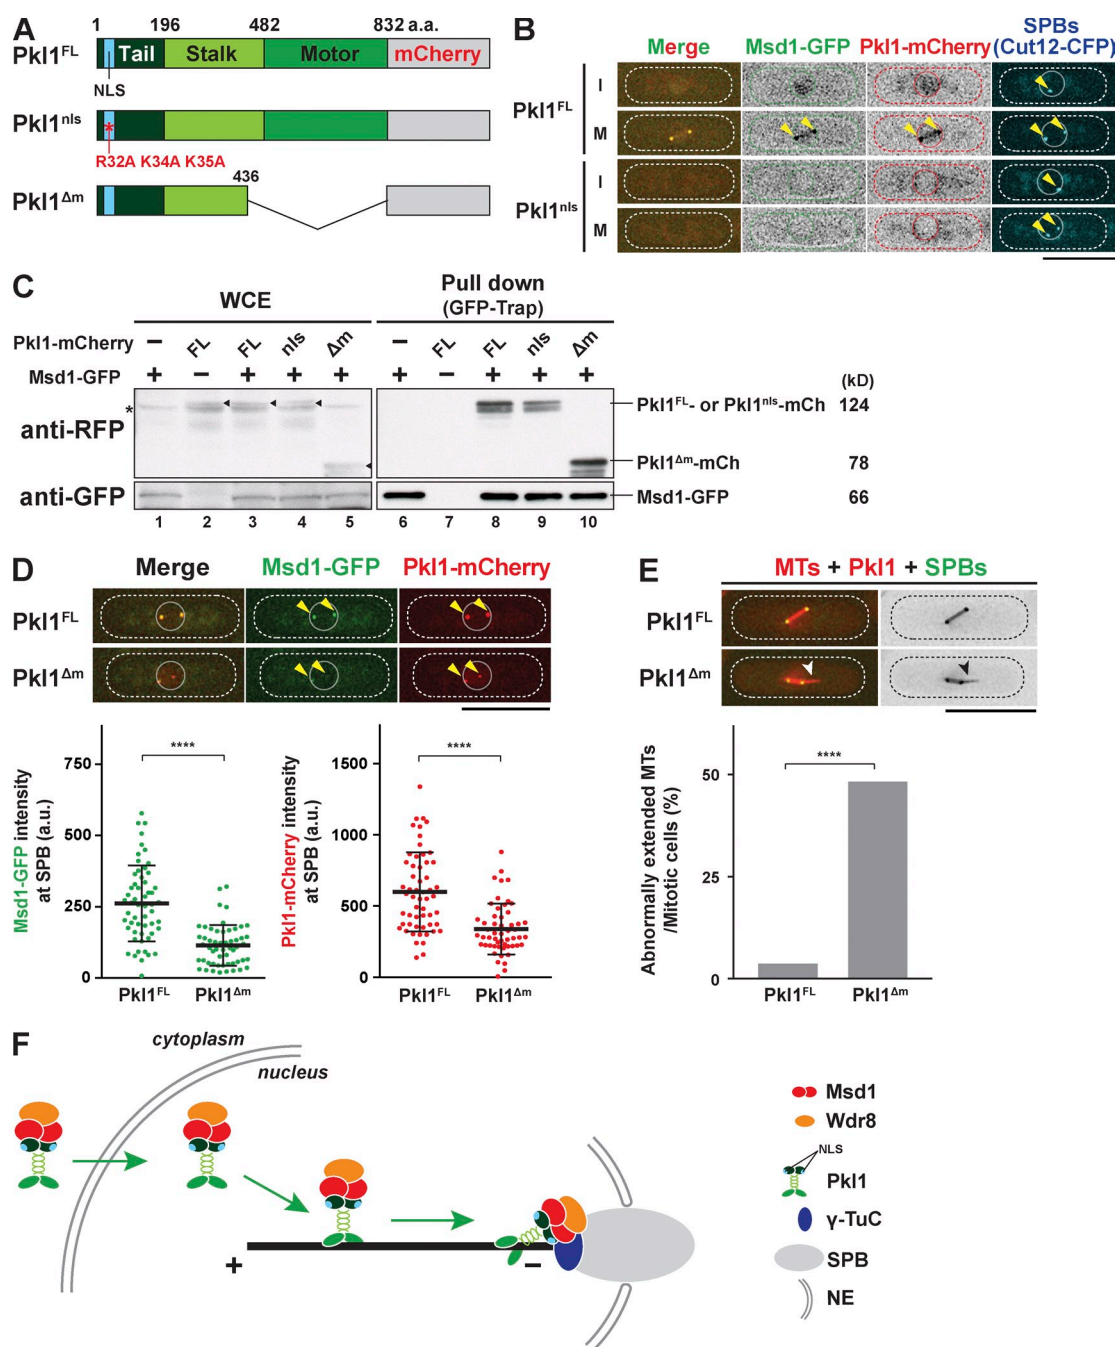 A
1 196 482 832 a.a.
Pkl1FL Tail Stalk Motor mCherry
NLS
Pkl1nls *
R32A K34A K35A
436
Pkl1Δm
B
SPBs
Merge Msd1-GFP Pkl1-mCherry (Cut12-CFP)
Pkl1FL
I
M
Pkl1nls
I
M
C
WCE
Pull down
(GFP-Trap)
Pkl1-mCherry − FL FL nls Δm − FL FL nls Δm
Msd1-GFP + − + + + + − + + + (kD)
*
anti-RFP
Pkl1FL- or Pkl1nls-mCh 124
Pkl1Δm-mCh 78
anti-GFP Msd1-GFP 66
1 2 3 4 5 6 7 8 9 10
D
Merge Msd1-GFP Pkl1-mCherry
Pkl1FL
Pkl1Δm
Msd1-GFP intensity
at SPB (a.u.)
750
500
250
0
****
Pkl1FL Pkl1Δm
Pkl1-mCherry intensity
at SPB (a.u.)
1500
1000
500
0
****
Pkl1FL Pkl1Δm
E
MTs + Pkl1 + SPBs
Pkl1FL
Pkl1Δm
Abnormally extended MTs
/Mitotic cells (%)
50
25
0
****
Pkl1FL Pkl1Δm
F
cytoplasm
nucleus
+ −
Msd1
Wdr8
NLS
Pkl1
γ-TuC
SPB
NE